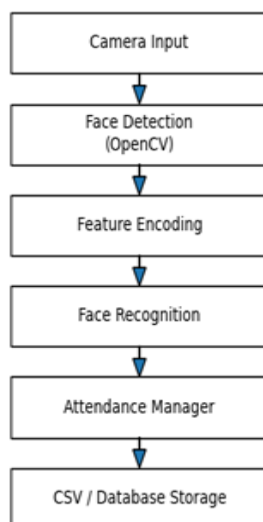 Camera Input
Face Detection
(OpenCV)
Feature Encoding
Face Recognition
Attendance Manager
CSV / Database Storage